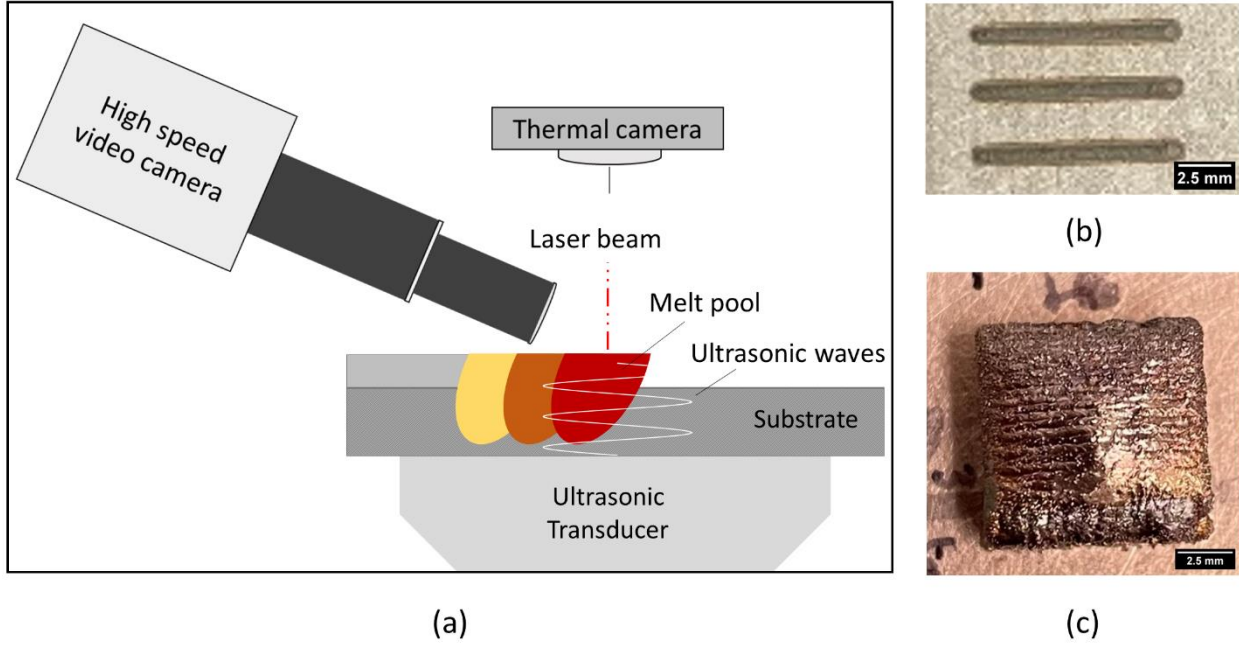 High speed
video camera
Thermal camera
Laser beam
Melt pool
Ultrasonic waves
Substrate
Ultrasonic
Transducer
(a)
2.5 mm
(b)
2.5 mm
(c)